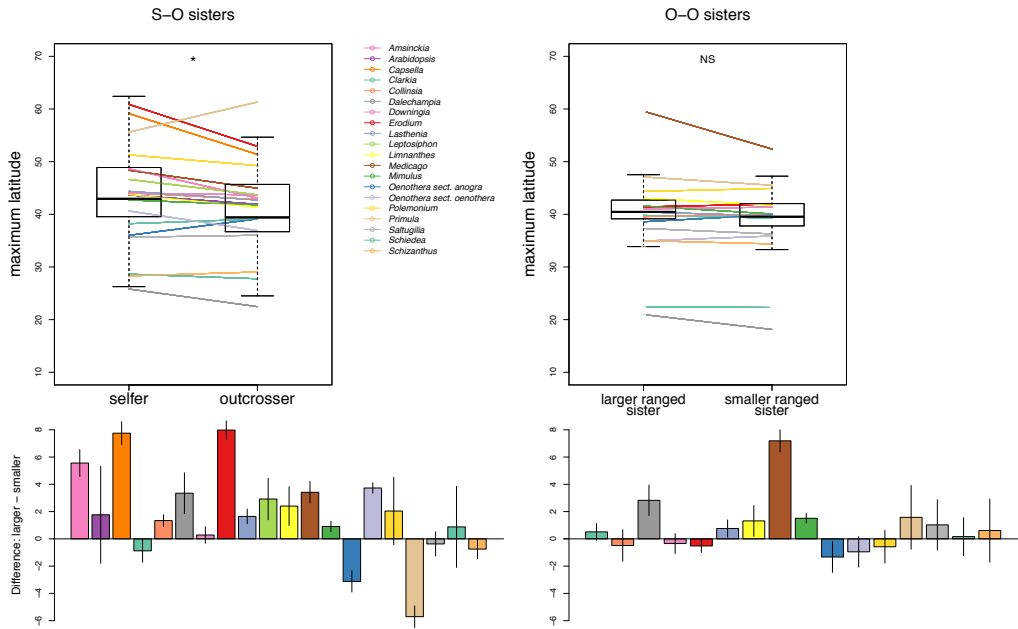 S–O sisters
O–O sisters
maximum latitude
70
60
50
40
30
20
10
*
selfer
outcrosser
Amsinckia
Arabidopsis
Capsella
Clarkia
Collinsia
Dalechampia
Downingia
Erodium
Lasthenia
Leptosiphon
Limnanthes
Medicago
Mimulus
Oenothera sect. anogra
Oenothera sect. oenothera
Polemonium
Primula
Saltugilia
Schiedea
Schizanthus
maximum latitude
70
60
50
40
30
20
10
NS
larger ranged
sister
smaller ranged
sister
Difference: larger – smaller
8
6
4
2
0
-2
-4
-6
8
6
4
2
0
-2
-4
-6